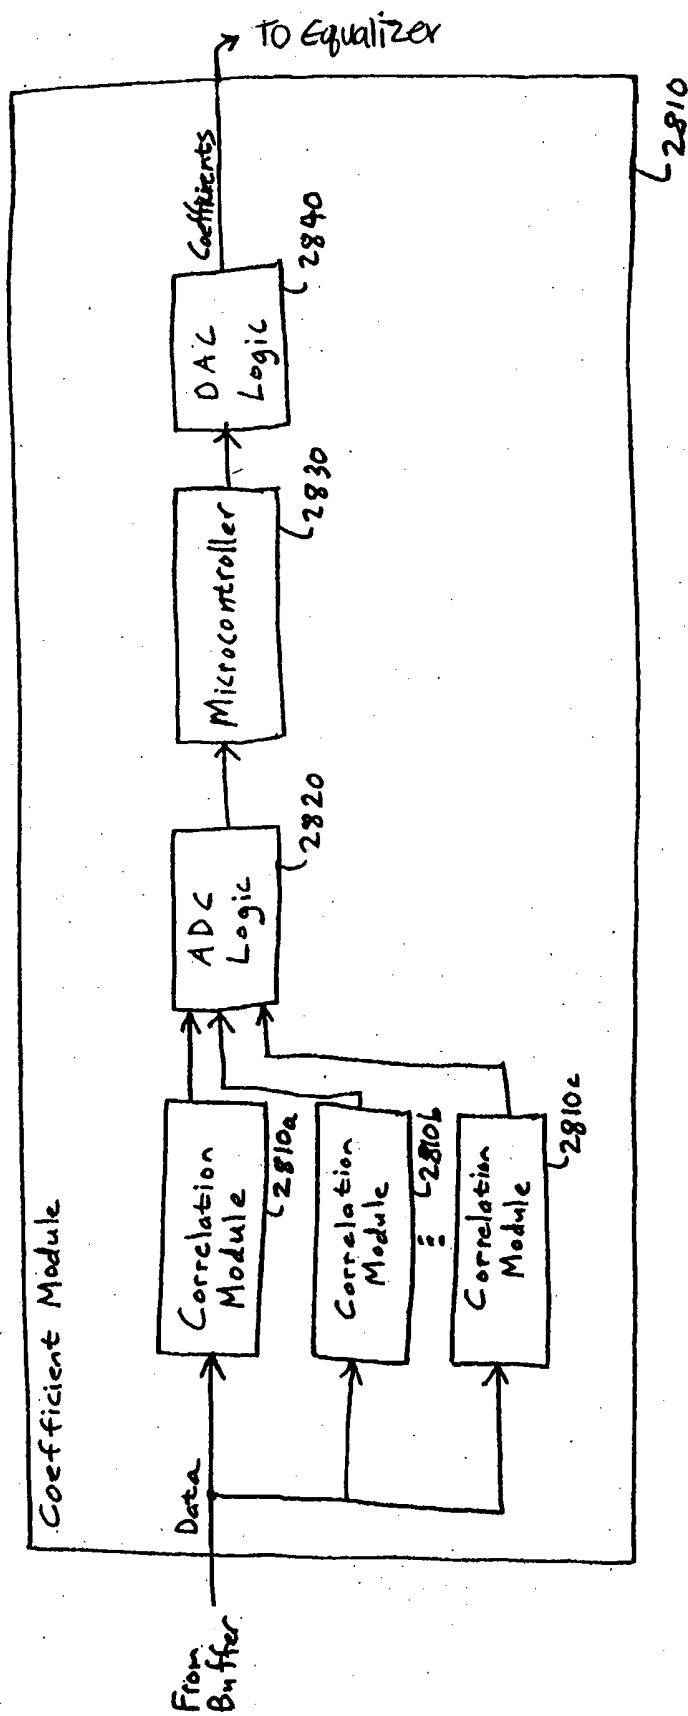 Coefficient Module
From
Buffer
Data
Correlation
Module
2810a
Correlation
Module
2810b
Correlation
Module
2810c
ADC
Logic
2820
Microcontroller
2830
DAC
Logic
2840
Coefficients
To Equalizer
2810